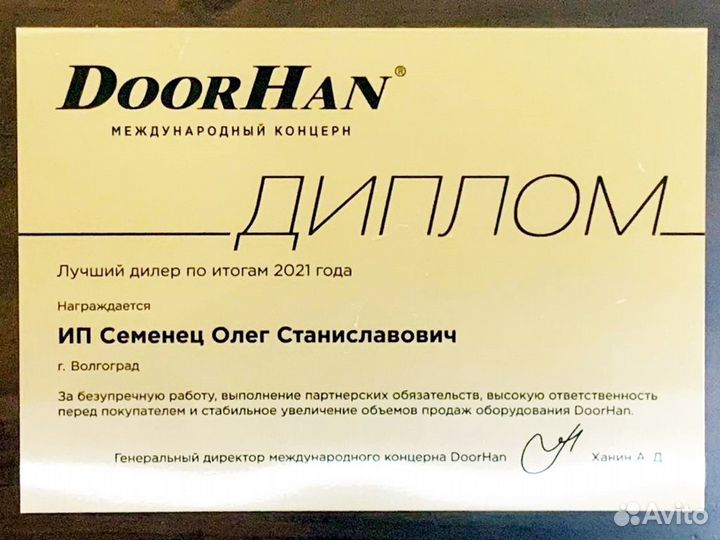 DOORHAN®
МЕЖДУНАРОДНЫЙ КОНЦЕРН
ДИПЛОМ
Лучший дилер по итогам 2021 года
Награждается
ИП Семенец Олег Станиславович
г. Волгоград
За безупречную работу, выполнение партнерских обязательств, высокую ответственность
перед покупателем и стабильное увеличение объемов продаж оборудования DoorHan.
Генеральный директор международного концерна DoorHan Ханин А. Д.
Avito